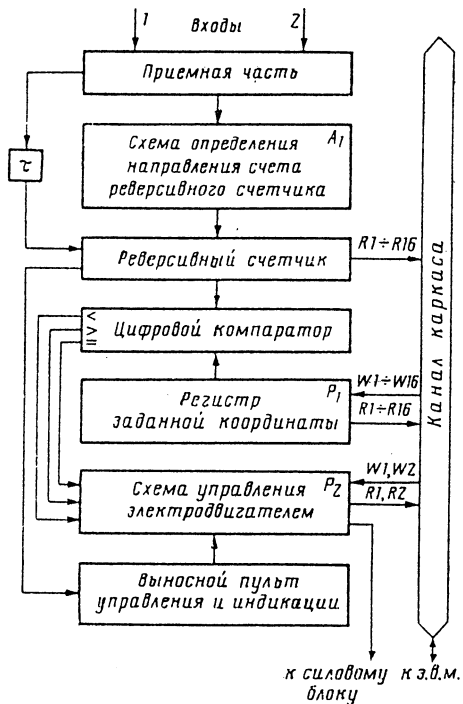 1 входы 2
Приемная часть
A1
Схема определения
направления счета
реверсивного счетчика
τ
Реверсивный счетчик
R1÷R16
< > =
Цифровой компаратор
P1
Регистр
заданной координаты
W1÷W16
R1÷R16
P2
Схема управления
электродвигателем
W1,W2
R1,R2
Выносной пульт
управления и индикации
Канал каркаса
к силовому
блоку
к э.в.м.